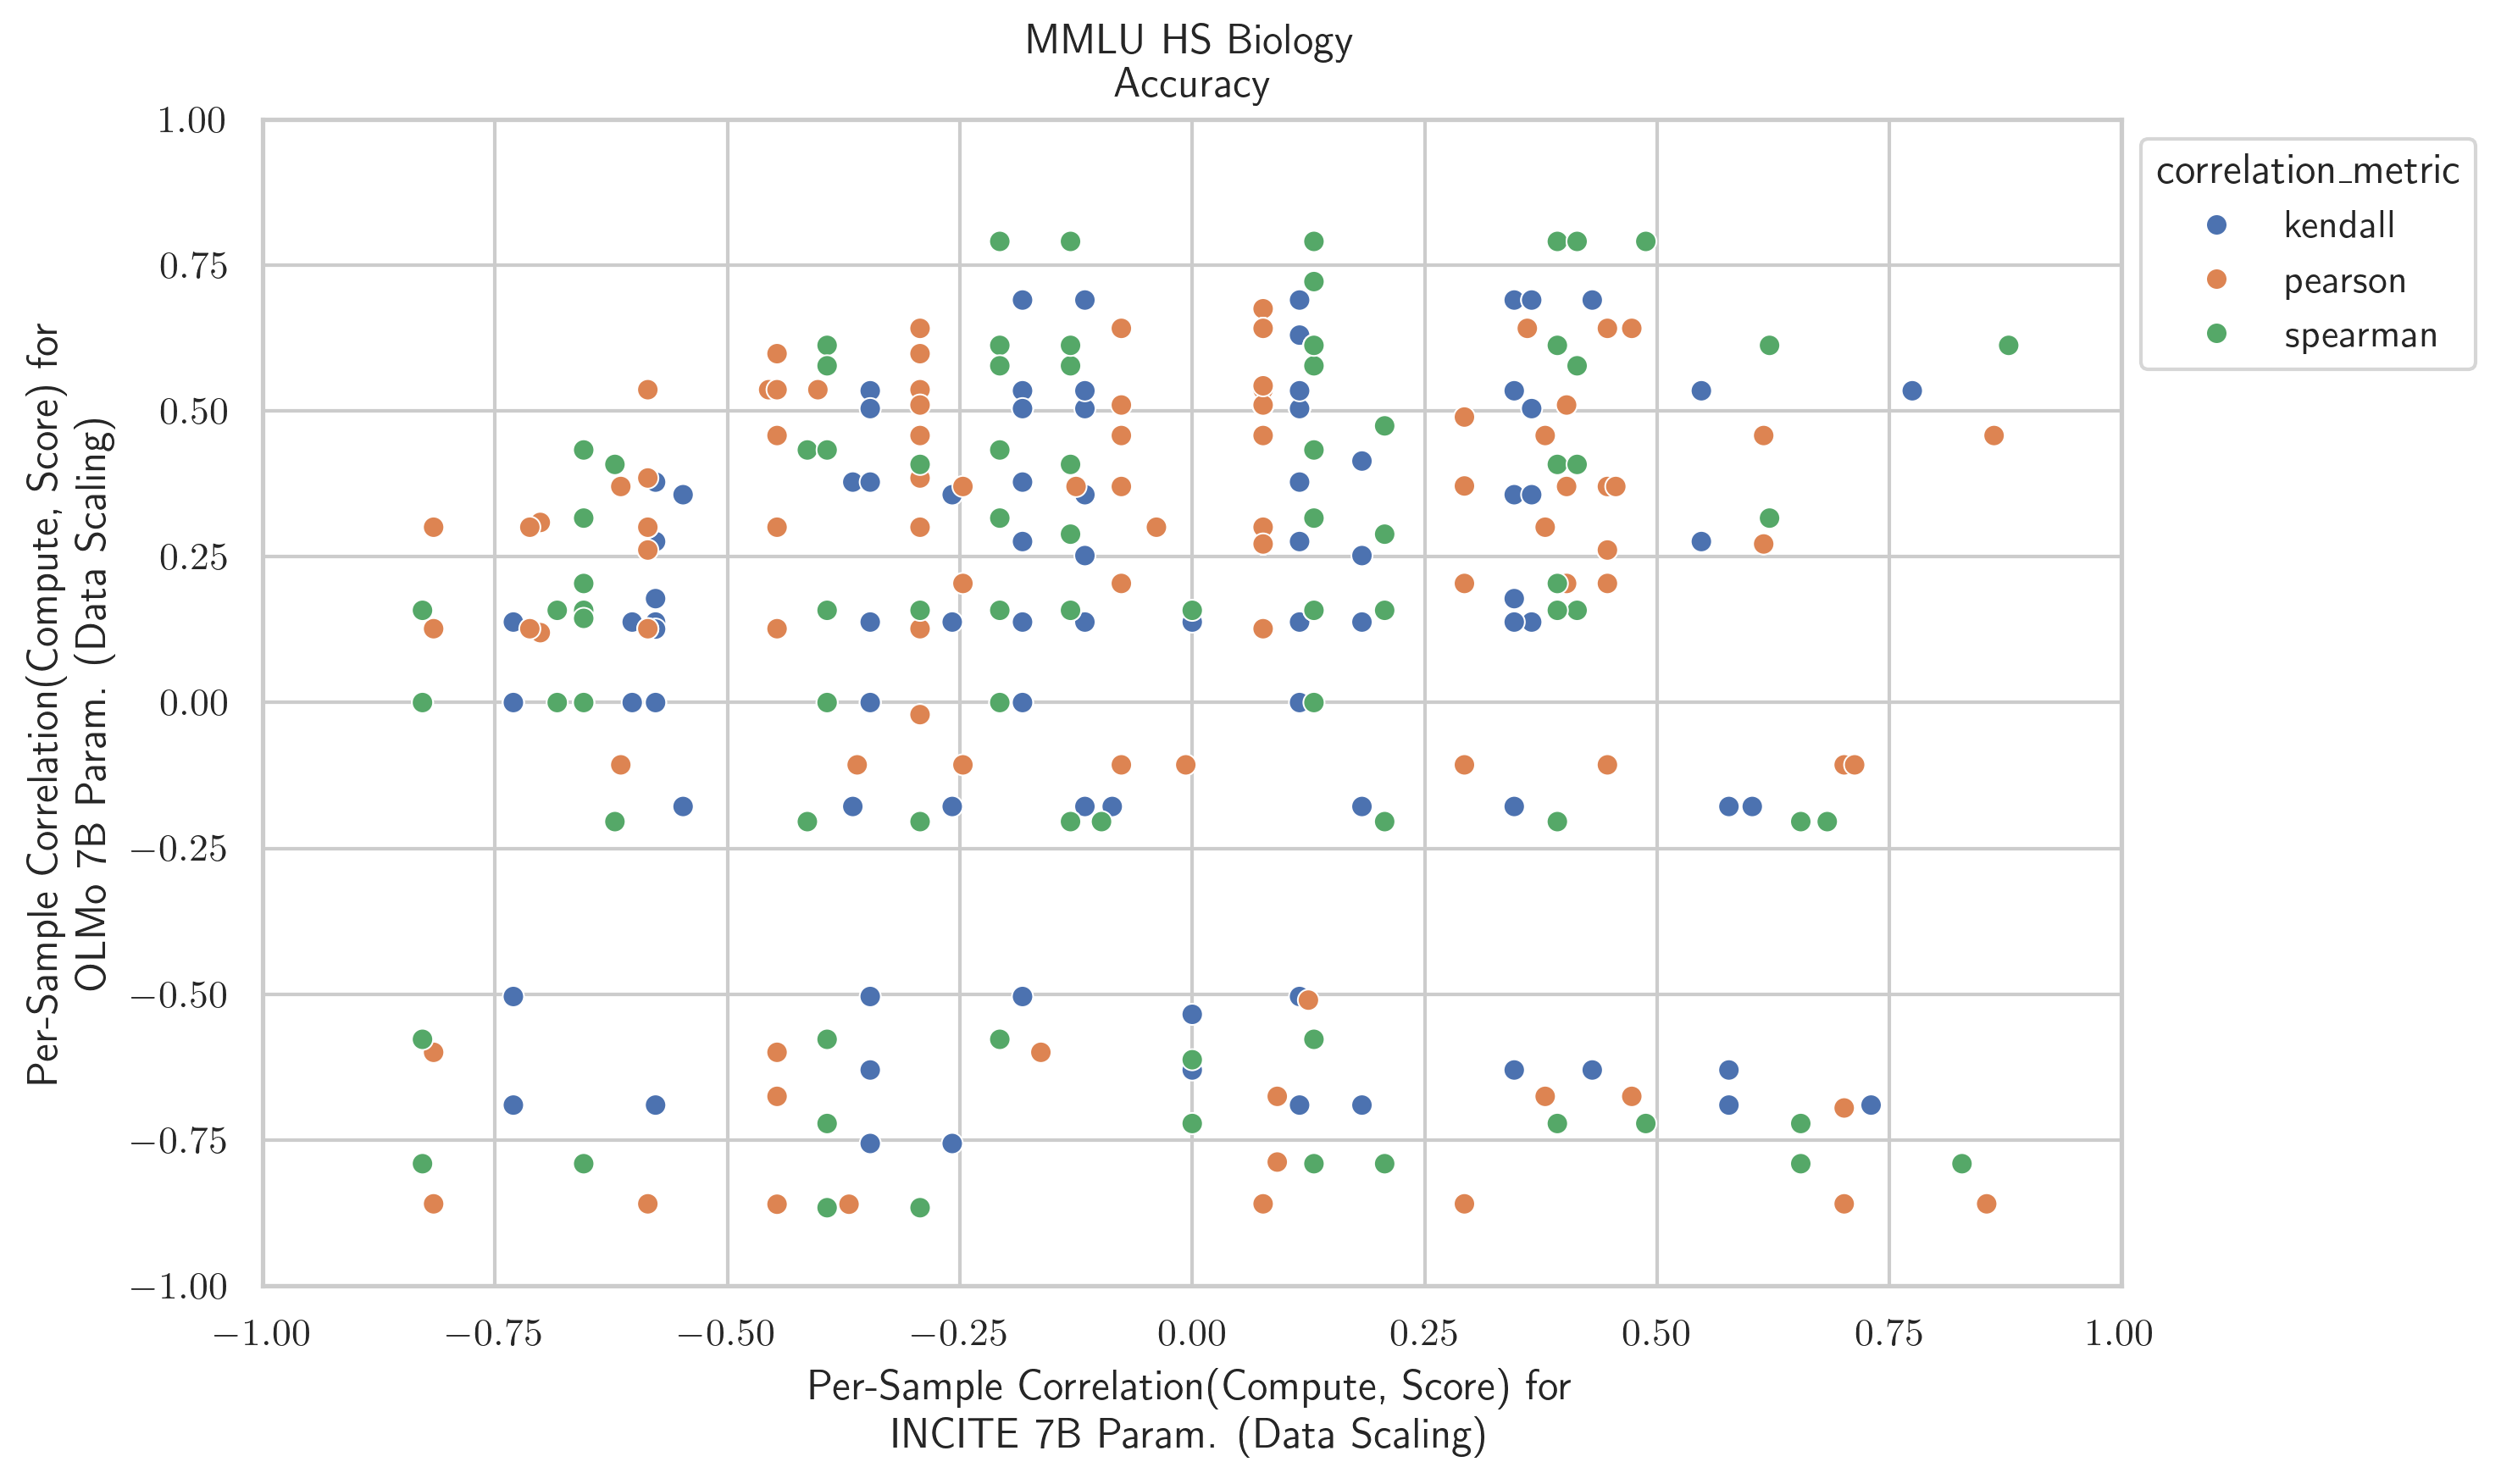 MMLU HS Biology
Accuracy
Per-Sample Correlation(Compute, Score) for
OLMo 7B Param. (Data Scaling)
1.00
0.75
0.50
0.25
0.00
−0.25
−0.50
−0.75
−1.00
−1.00 −0.75 −0.50 −0.25 0.00 0.25 0.50 0.75 1.00
Per-Sample Correlation(Compute, Score) for
INCITE 7B Param. (Data Scaling)
correlation_metric
kendall
pearson
spearman